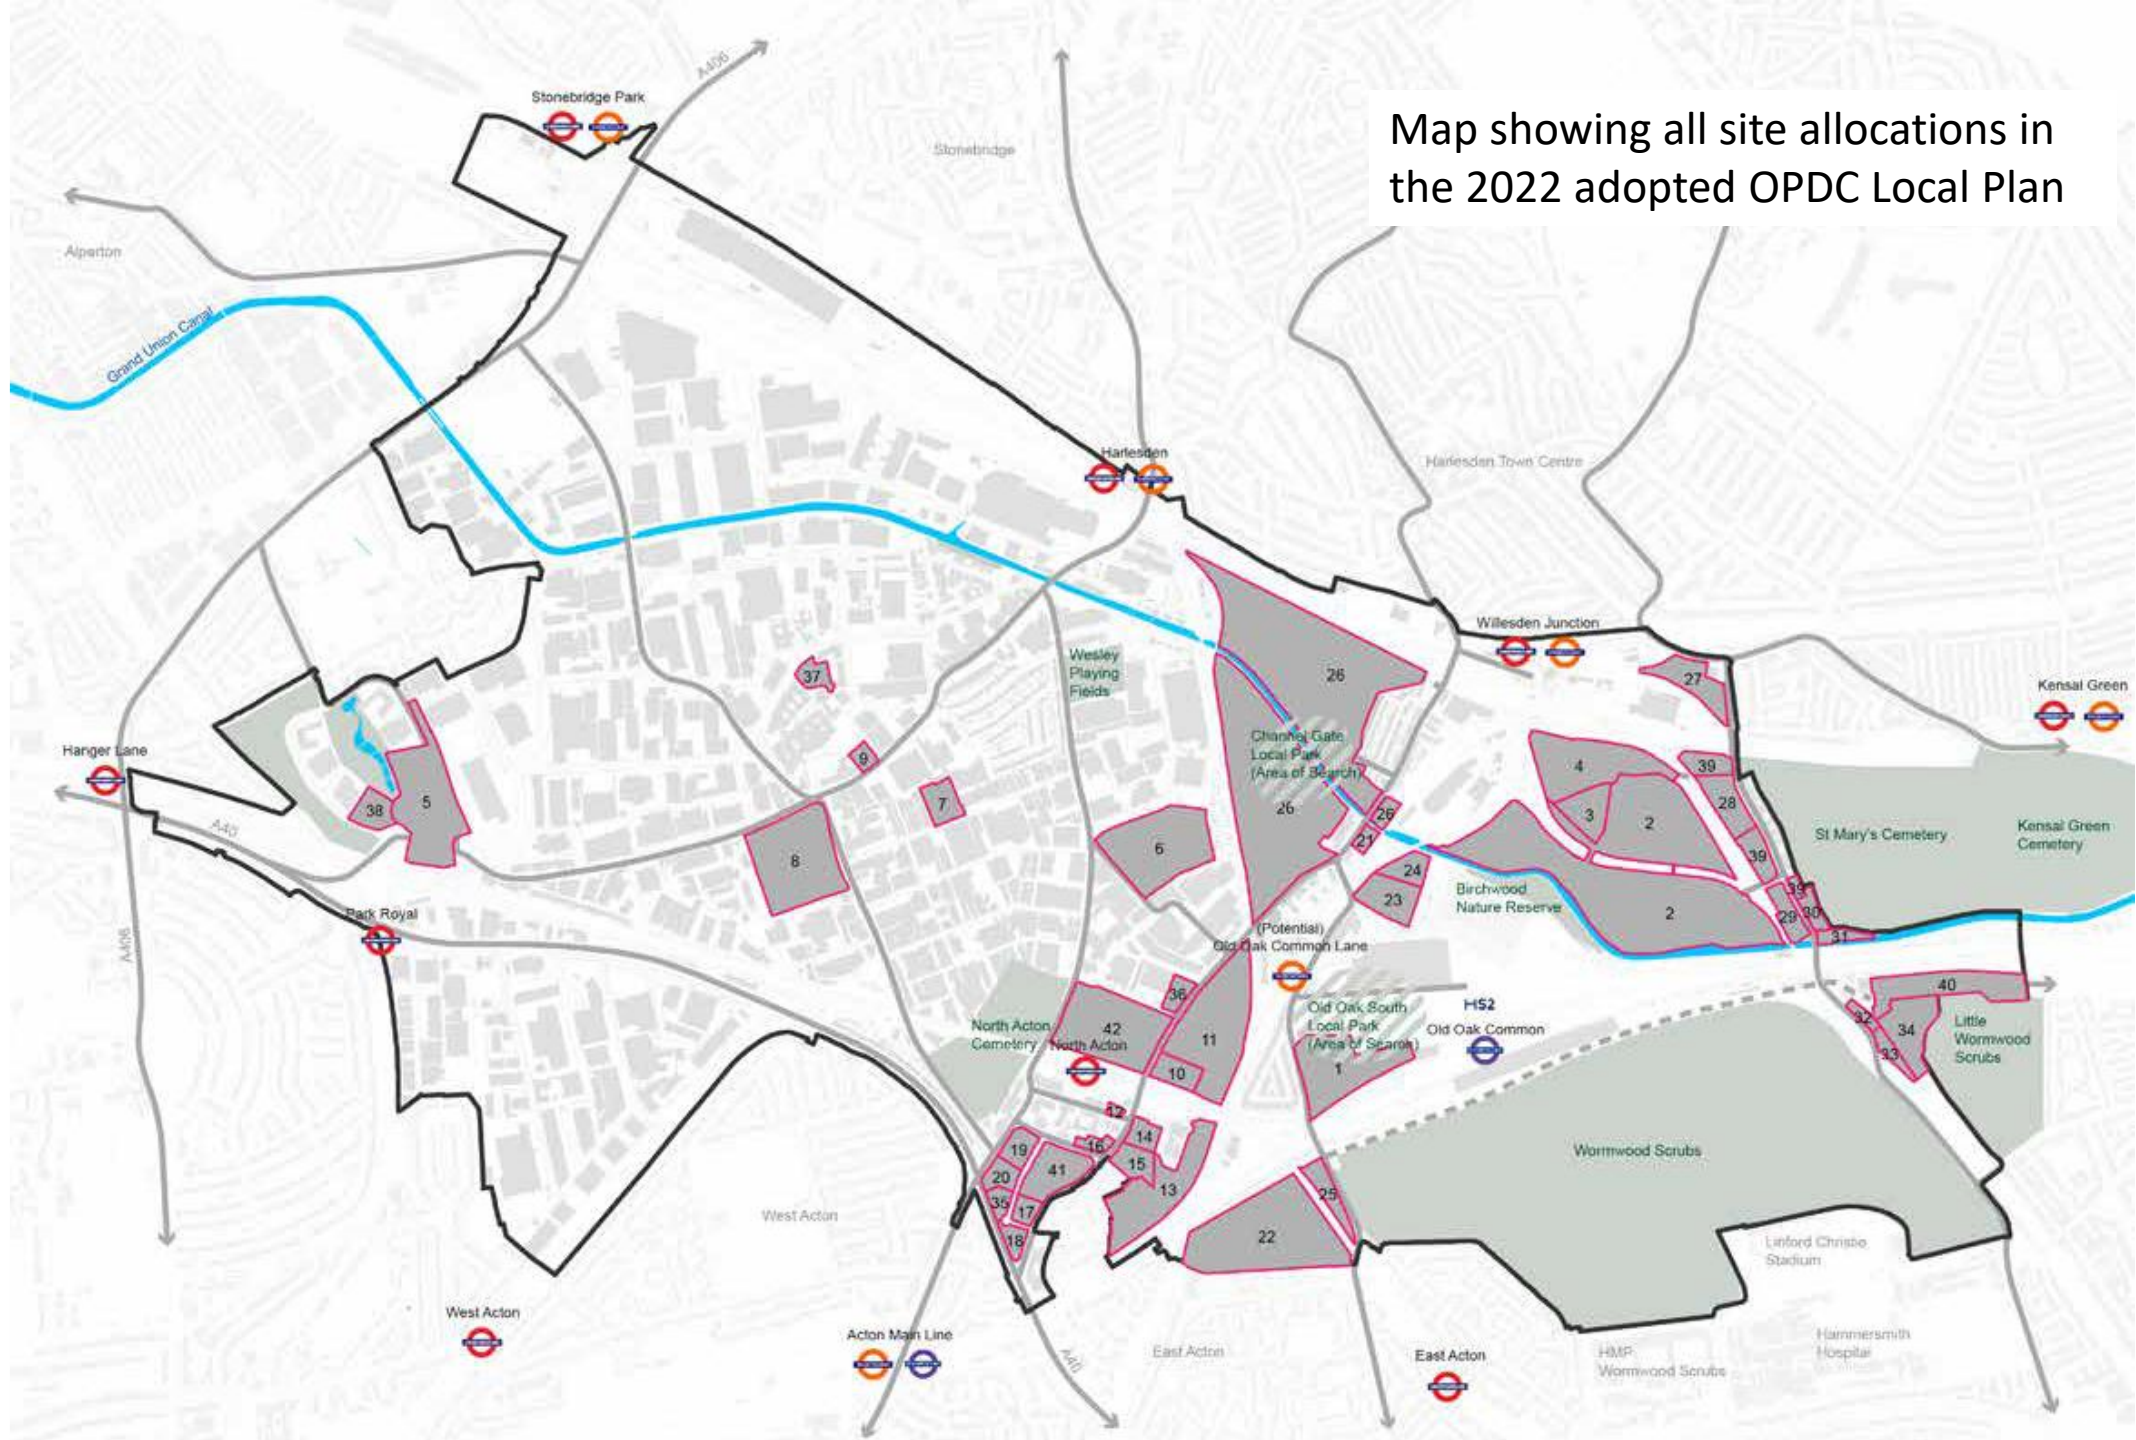 Map showing all site allocations in
the 2022 adopted OPDC Local Plan
A406
Stonebridge Park
Stonebridge
Alperton
Grand Union Canal
Harlesden
Harlesden Town Centre
Willesden Junction
Wesley
Playing
Fields
26
27
37
Kensal Green
Hanger Lane
9
Channel Gate
Local Park
(Area of Search)
4
39
38
5
7
26
26
3
2
28
St Mary's Cemetery
Kensal Green
Cemetery
A40
8
6
21
39
24
23
Birchwood
Nature Reserve
2
39
29
30
31
Park Royal
A406
(Potential)
Old Oak Common Lane
36
40
North Acton
Cemetery
42
North Acton
11
10
Old Oak South
Local Park
(Area of Search)
1
HS2
Old Oak Common
32
34
33
Little
Wormwood
Scrubs
12
14
16
15
13
19
41
20
35
17
18
25
22
Wormwood Scrubs
West Acton
Linford Christie
Stadium
West Acton
Acton Main Line
A40
East Acton
East Acton
HMP
Wormwood Scrubs
Hammersmith
Hospital